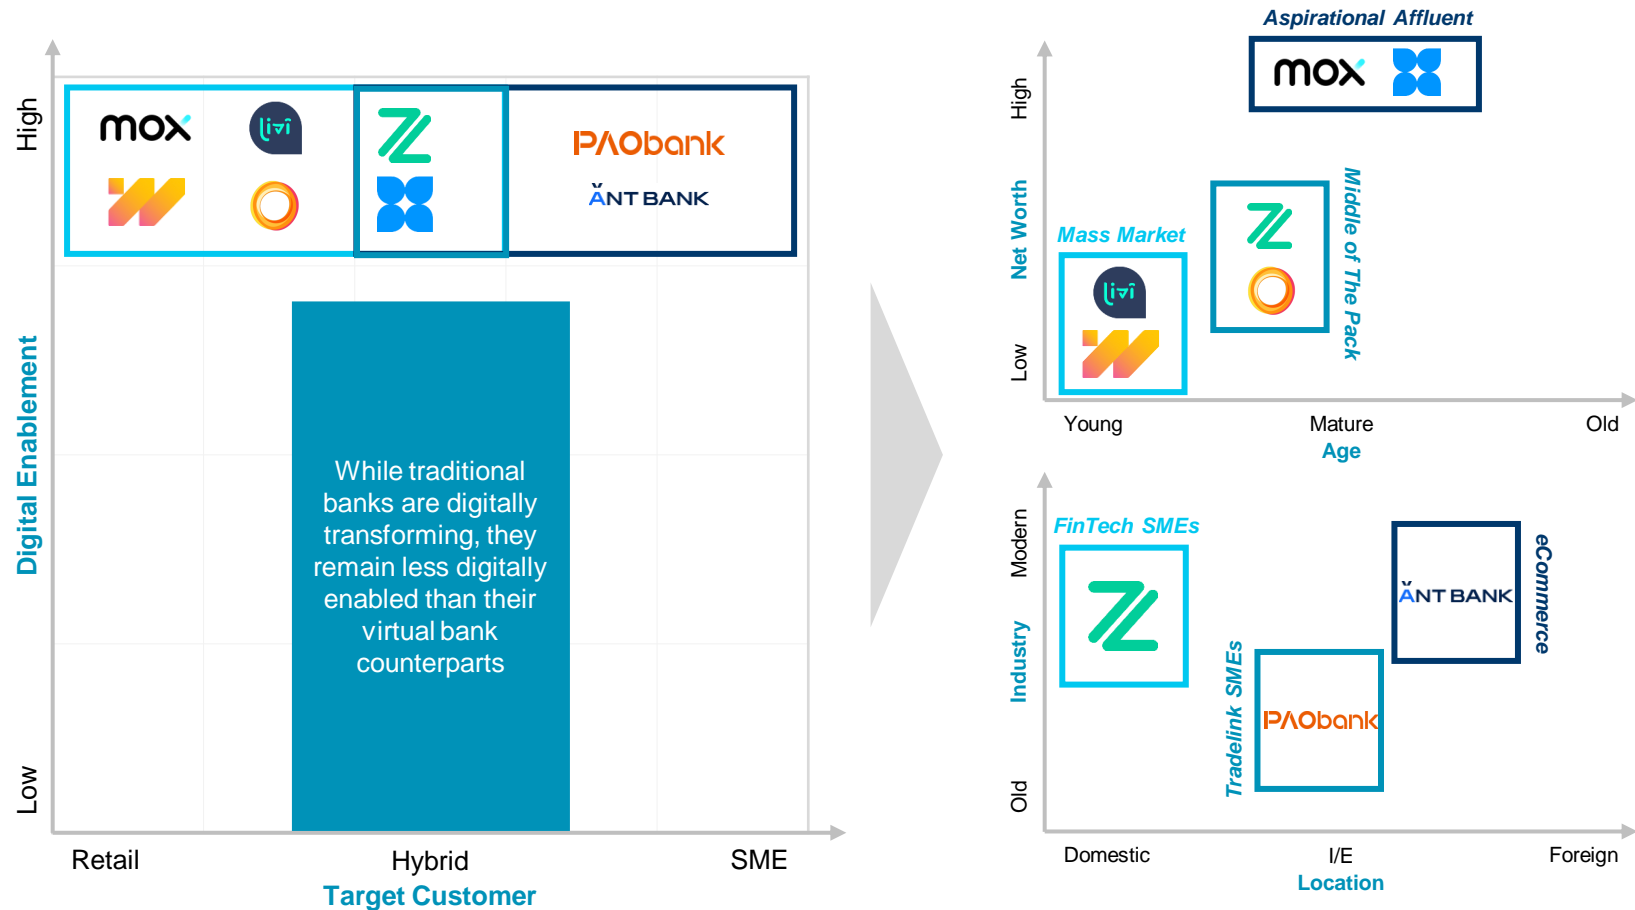 High
Digital Enablement
Low
mox
livi
PAObank
ANT BANK
While traditional
banks are digitally
transforming, they
remain less digitally
enabled than their
virtual bank
counterparts
Retail
Hybrid
SME
Target Customer
Aspirational Affluent
High
Net Worth
Low
mox
Mass Market
livi
Middle of The Pack
Young
Mature
Old
Age
Modern
Industry
Old
FinTech SMEs
Tradelink SMEs
PAObank
ANT BANK
eCommerce
Domestic
I/E
Foreign
Location